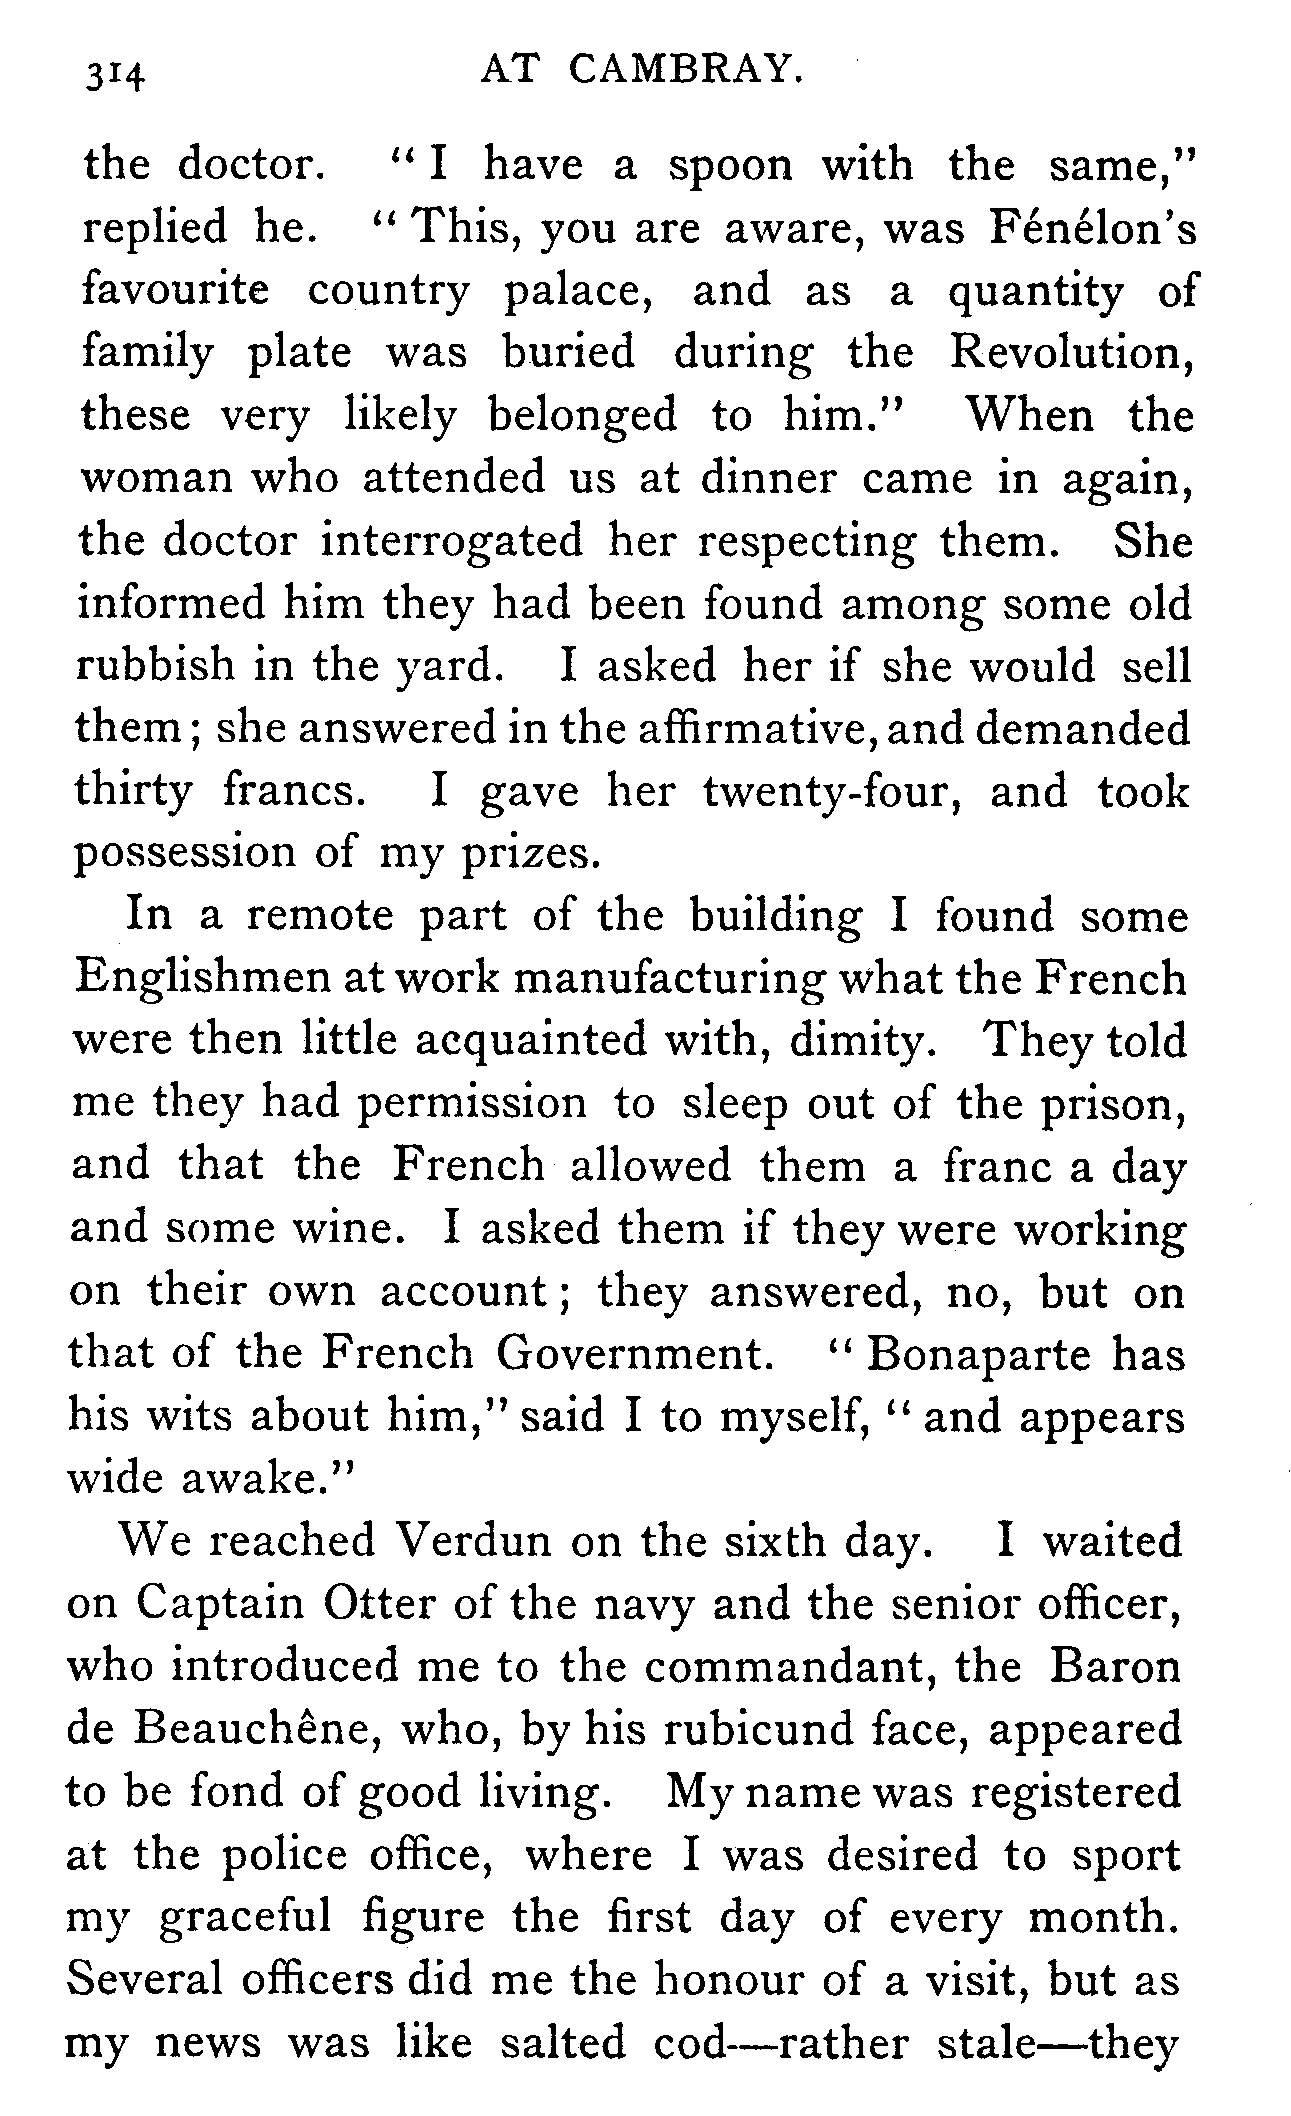 314 AT CAMBRAY.
the doctor. “I have a spoon with the same,”
replied he. “This, you are aware, was Fénélon’s
favourite country palace, and as a quantity of
family plate was buried during the Revolution,
these very likely belonged to him.” When the
woman who attended us at dinner came in again,
the doctor interrogated her respecting them. She
informed him they had been found among some old
rubbish in the yard. I asked her if she would sell
them; she answered in the affirmative, and demanded
thirty francs. I gave her twenty-four, and took
possession of my prizes.
In a remote part of the building I found some
Englishmen at work manufacturing what the French
were then little acquainted with, dimity. They told
me they had permission to sleep out of the prison,
and that the French allowed them a franc a day
and some wine. I asked them if they were working
on their own account; they answered, no, but on
that of the French Government. “Bonaparte has
his wits about him,” said I to myself, “and appears
wide awake.”
We reached Verdun on the sixth day. I waited
on Captain Otter of the navy and the senior officer,
who introduced me to the commandant, the Baron
de Beauchêne, who, by his rubicund face, appeared
to be fond of good living. My name was registered
at the police office, where I was desired to sport
my graceful figure the first day of every month.
Several officers did me the honour of a visit, but as
my news was like salted cod—rather stale—they